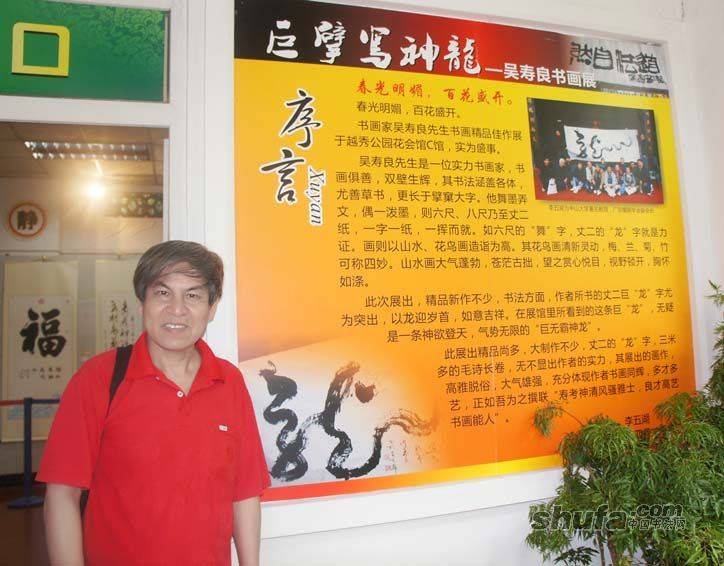 巨擘写神龍—吴寿良书画展
序言
Xuyan
春光明媚，百花盛开。
春光明媚，百花盛开。
书画家吴寿良先生书画精品佳作展
于越秀公园花会馆C馆，实为盛事。
吴寿良先生是一位实力书画家，书
画俱善，双壁生辉，其书法涵盖各体，
尤善草书，更长于擘窠大字。他舞墨弄
文，偶一泼墨，则六尺、八尺乃至丈二
纸，一字一纸，一挥而就。如六尺的“舞”字，丈二的“龙”字就是力
证。画则以山水、花鸟画造诣为高。其花鸟画清新灵动，梅、兰、菊、竹
可称四妙。山水画大气蓬勃，苍茫古拙，望之赏心悦目，视野顿开，胸怀
如涤。
此次展出，精品新作不少，书法方面，作者所书的丈二巨“龙”字尤
为突出，以龙迎岁首，如意吉祥。在展馆里所看到的这条巨“龙”，无疑
是一条神欲登天，气势无限的“巨无霸神龙”。
此展出精品尚多，大制作不少，丈二的“龙”字，三米
多的毛诗长卷，无不显出作者的实力，其展出的画作，
高雅脱俗，大气雄强，充分体现作者书画同辉，多才多
艺，正如吾为之撰联“寿考神清风骚雅士，良才高艺
书画能人”。
李五湖
龍
静
福
shufa.com
中国书法网